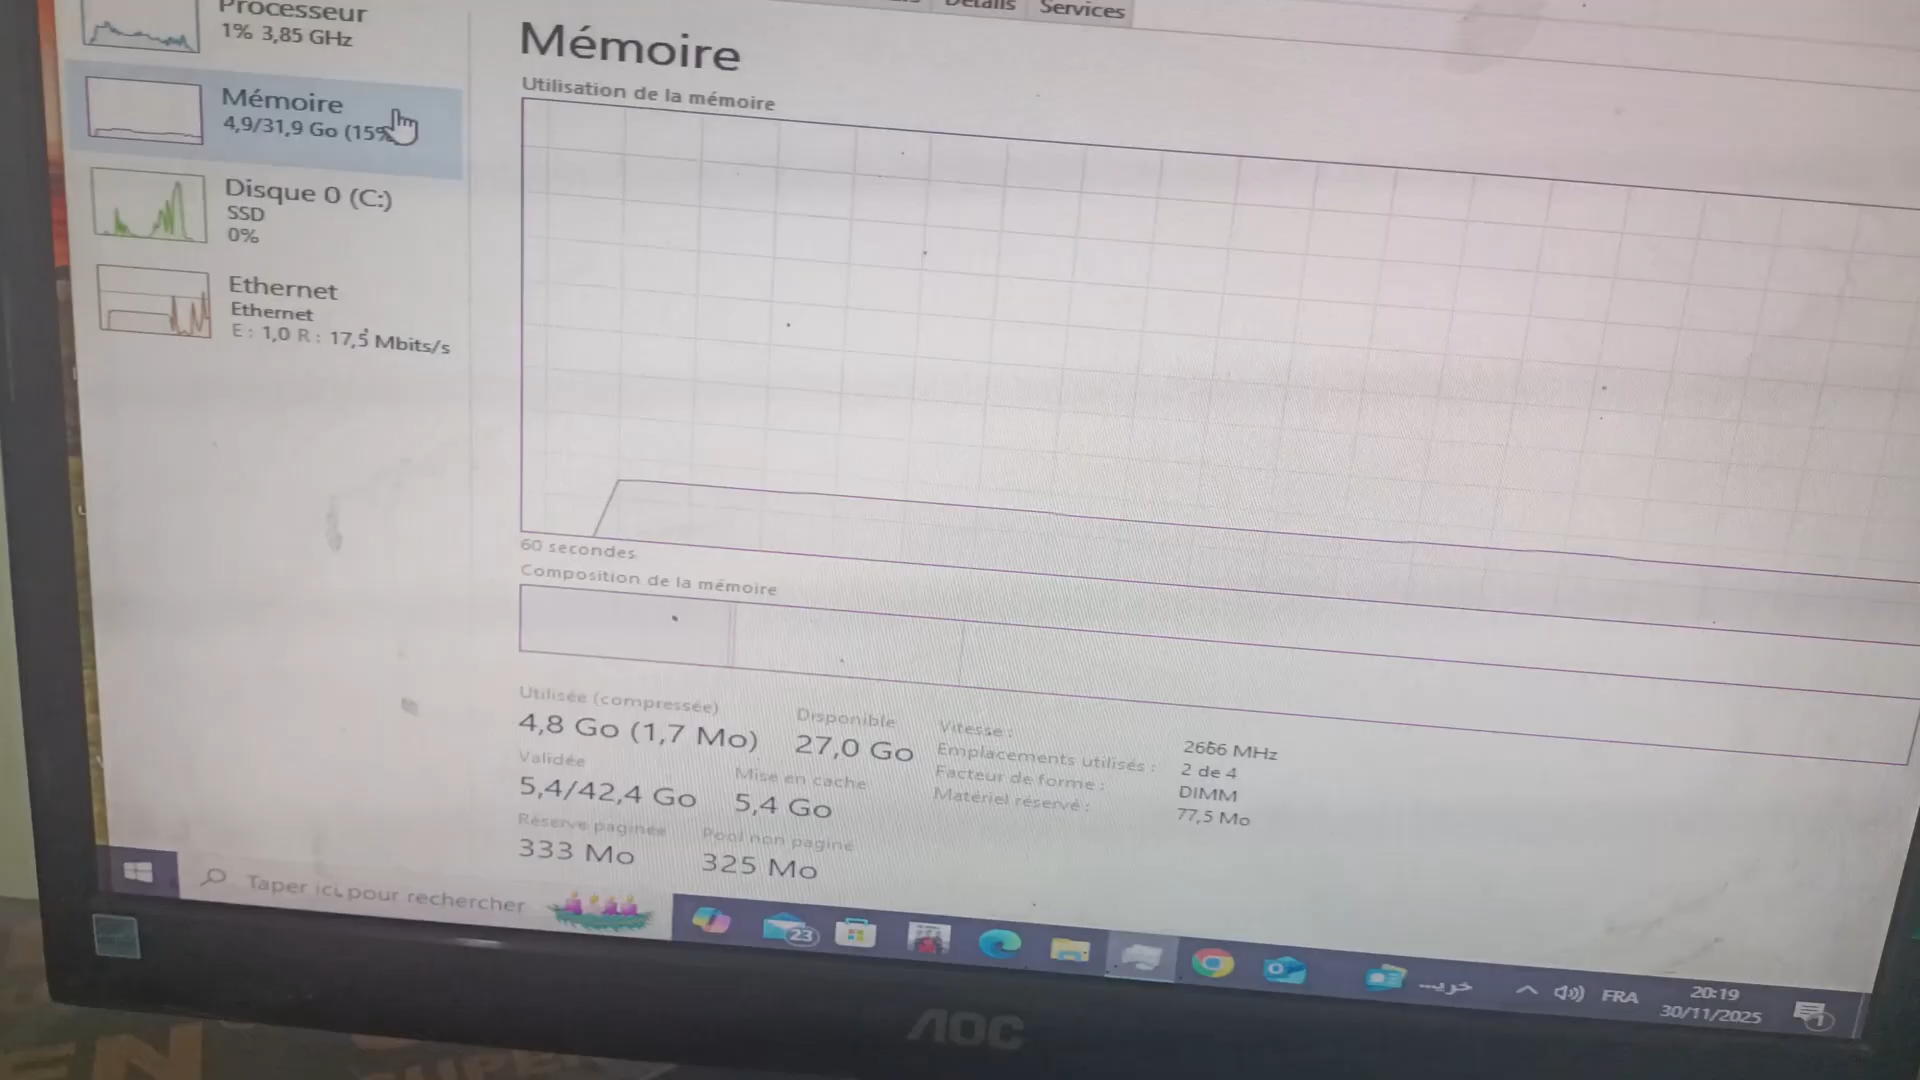 Processeur
1% 3,85 GHz
Mémoire
4,9/31,9 Go (15%
Disque 0 (C:)
SSD
0%
Ethernet
Ethernet
E : 1,0 R : 17,5 Mbits/s
Détails
Services
Mémoire
Utilisation de la mémoire
60 secondes
Composition de la mémoire
Utilisée (compressée)
4,8 Go (1,7 Mo)
Disponible
27,0 Go
Validée
5,4/42,4 Go
Mise en cache
5,4 Go
Réserve paginée
333 Mo
Pool non paginé
325 Mo
Vitesse : 2666 MHz
Emplacements utilisés : 2 de 4
Facteur de forme : DIMM
Matériel réservé : 77,5 Mo
Taper ici pour rechercher
23
FRA
20:19
30/11/2025
1
AOC
EN
SUPER